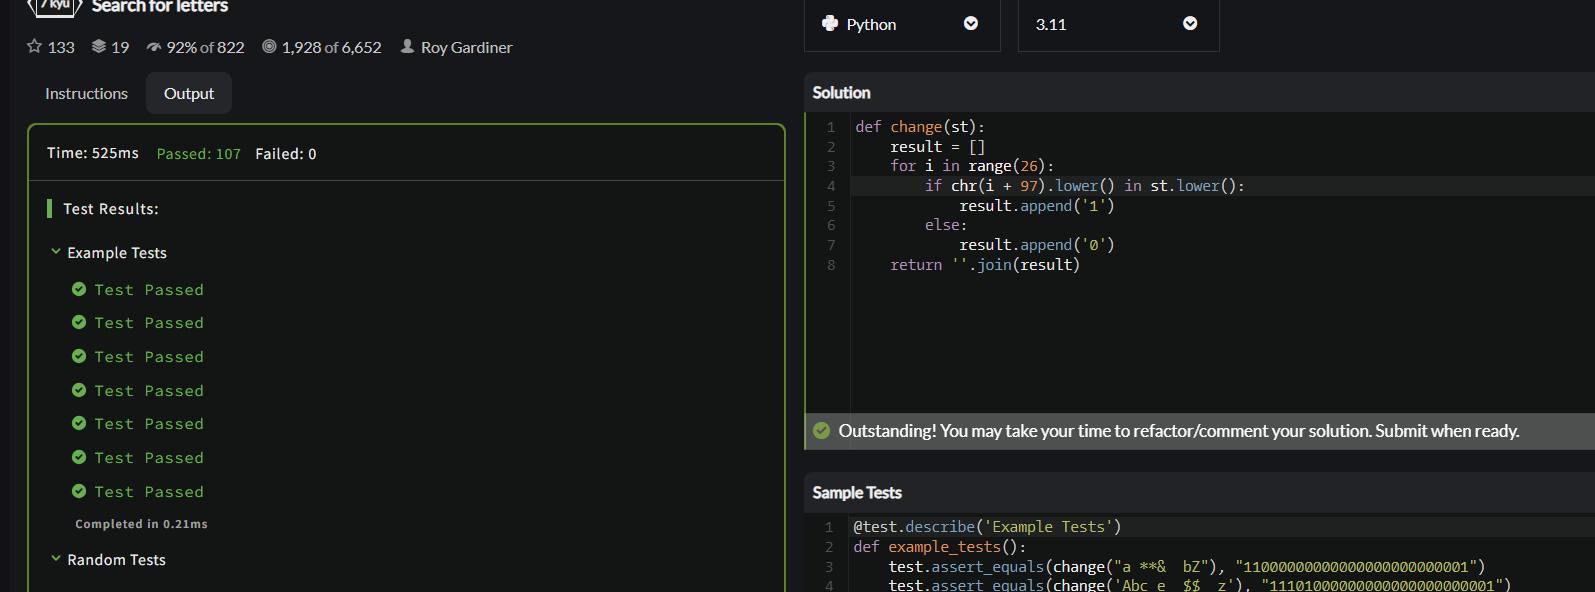 7 kyu Search for letters
133 19 92% of 822 1,928 of 6,652 Roy Gardiner
Instructions Output
Time: 525ms Passed: 107 Failed: 0
Test Results:
Example Tests
Test Passed
Test Passed
Test Passed
Test Passed
Test Passed
Test Passed
Test Passed
Completed in 0.21ms
Random Tests
Python 3.11
Solution
1 def change(st):
2     result = []
3     for i in range(26):
4         if chr(i + 97).lower() in st.lower():
5             result.append('1')
6         else:
7             result.append('0')
8     return ''.join(result)
Outstanding! You may take your time to refactor/comment your solution. Submit when ready.
Sample Tests
1 @test.describe('Example Tests')
2 def example_tests():
3     test.assert_equals(change("a **&  bZ"), "11000000000000000000000001")
4     test.assert_equals(change('Abc e  $$  z'), "11101000000000000000000001")